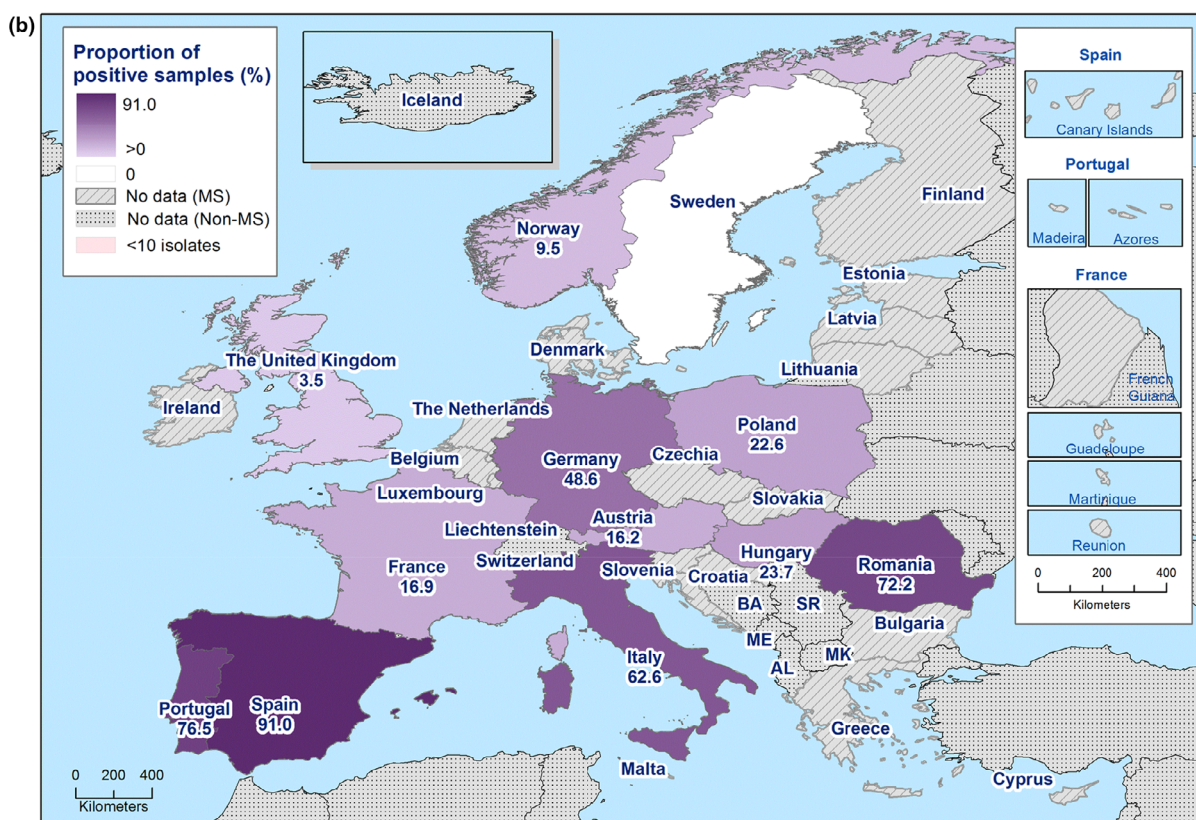 (b)
Proportion of
positive samples (%)
91.0
>0
0
No data (MS)
No data (Non-MS)
<10 isolates
Iceland
Spain
Canary Islands
Portugal
Madeira
Azores
France
French
Guiana
Guadeloupe
Martinique
Reunion
0 200 400
Kilometers
Finland
Sweden
Norway
9.5
Estonia
Latvia
Lithuania
Denmark
The United Kingdom
3.5
Ireland
The Netherlands
Belgium
Luxembourg
Germany
48.6
Poland
22.6
Czechia
Slovakia
Liechtenstein
Austria
16.2
Switzerland
Slovenia
Hungary
23.7
Croatia
Romania
72.2
France
16.9
BA
SR
Bulgaria
ME
MK
AL
Italy
62.6
Portugal
76.5
Spain
91.0
Greece
Malta
Cyprus
0 200 400
Kilometers